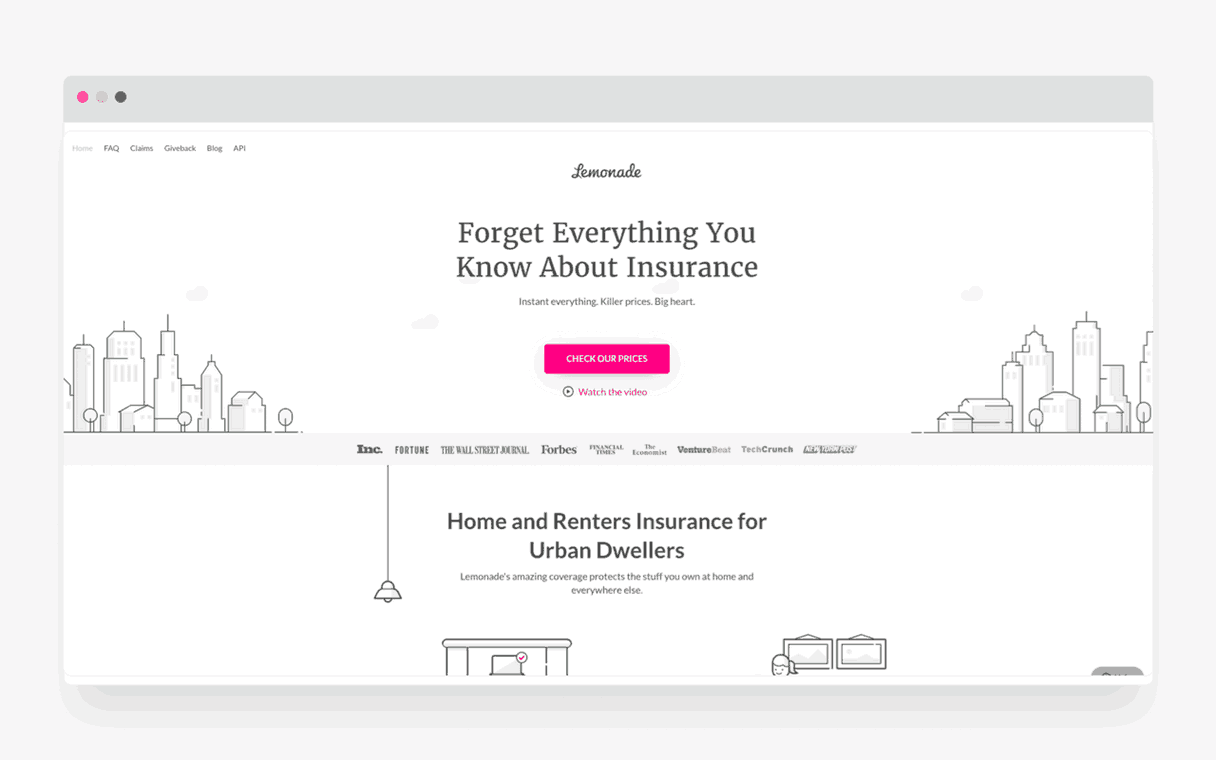 Home FAQ Claims Giveback Blog API
Lemonade
Forget Everything You
Know About Insurance
Instant everything. Killer prices. Big heart.
CHECK OUR PRICES
Watch the video
Inc. FORTUNE THE WALL STREET JOURNAL Forbes FINANCIAL TIMES The Economist VentureBeat TechCrunch NEW YORK POST
Home and Renters Insurance for
Urban Dwellers
Lemonade's amazing coverage protects the stuff you own at home and
everywhere else.